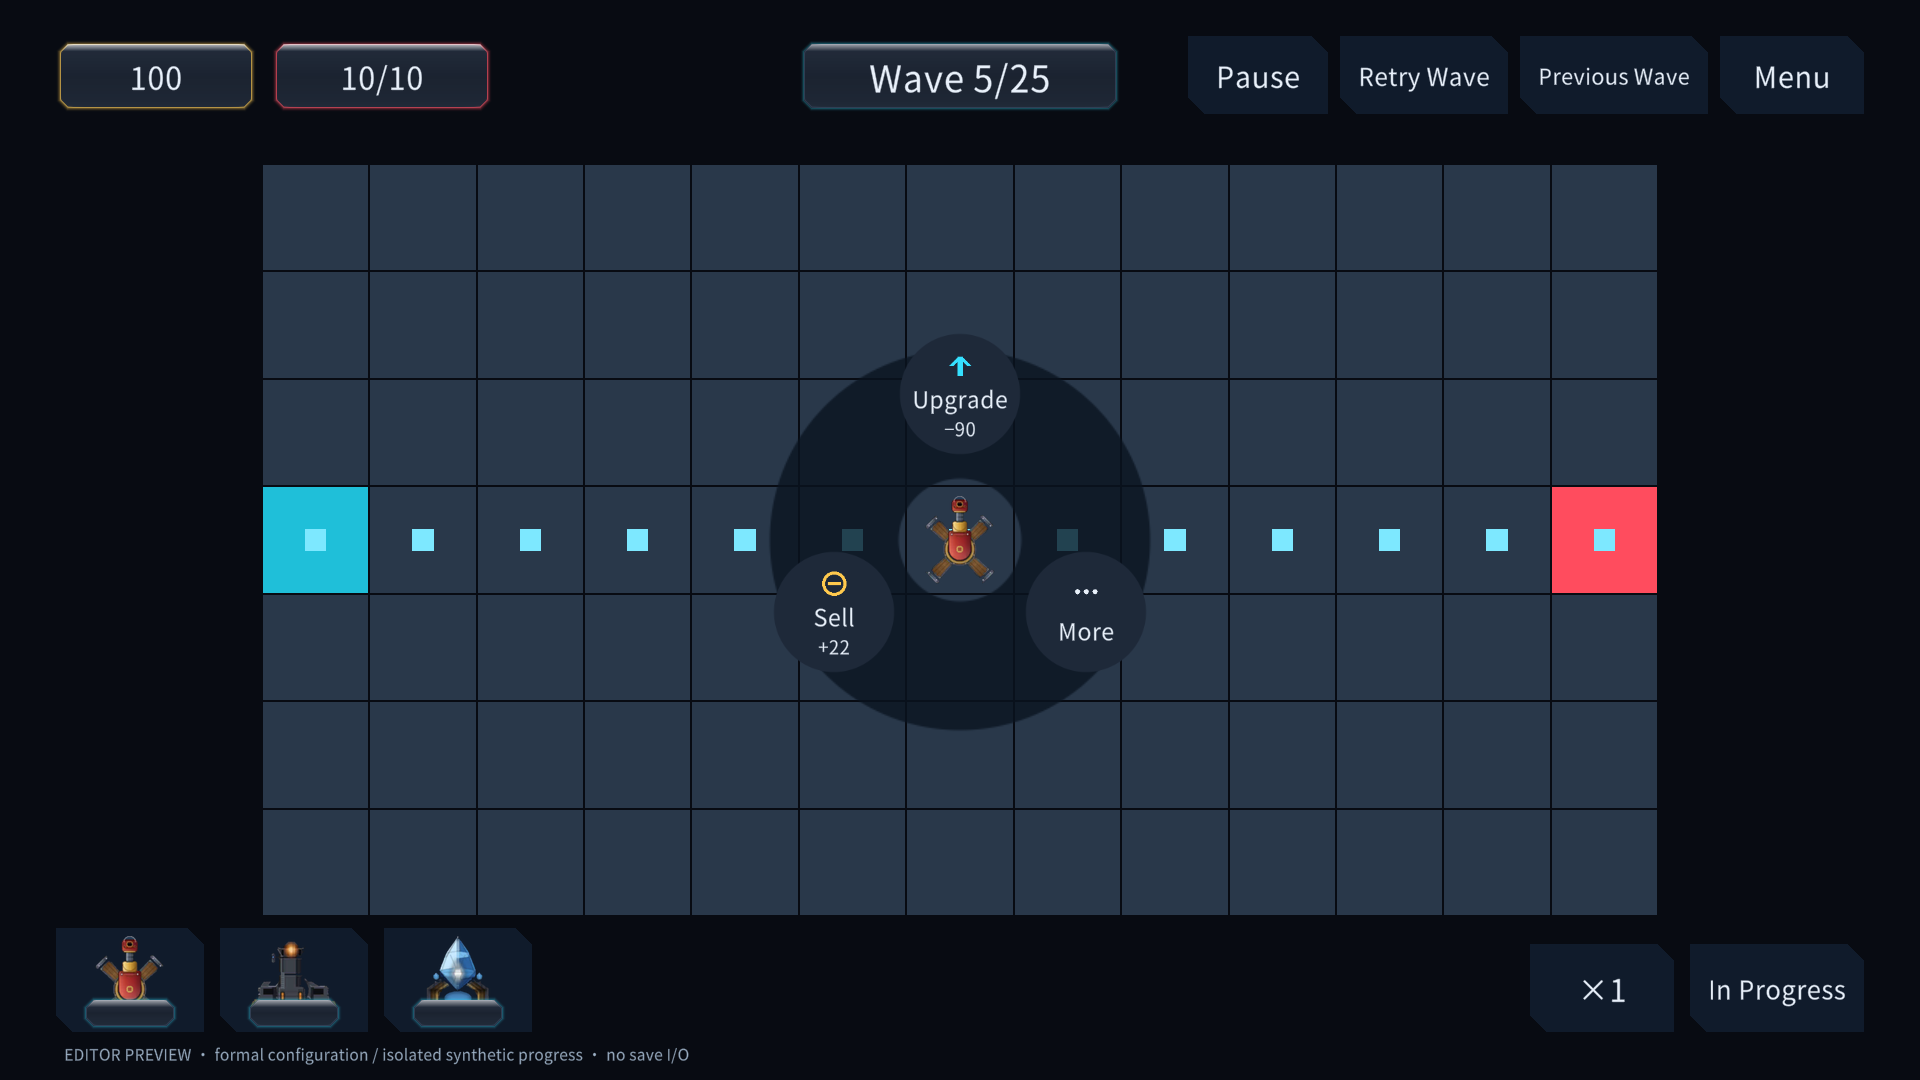 100
10/10
Wave 5/25
Pause
Retry Wave
Previous Wave
Menu
Upgrade
−90
Sell
+22
More
×1
In Progress
EDITOR PREVIEW · formal configuration / isolated synthetic progress · no save I/O